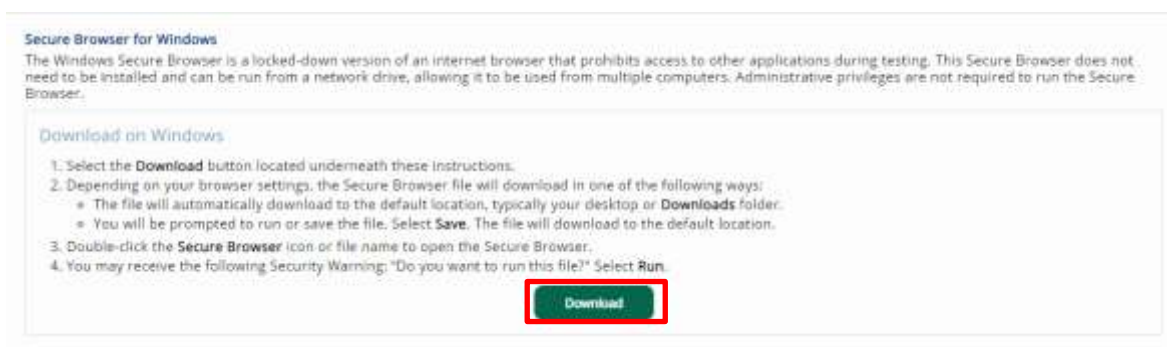 Secure Browser for Windows
The Windows Secure Browser is a locked-down version of an internet browser that prohibits access to other applications during testing. This Secure Browser does not
need to be installed and can be run from a network drive, allowing it to be used from multiple computers. Administrative privileges are not required to run the Secure
Browser.
Download on Windows
1. Select the Download button located underneath these instructions.
2. Depending on your browser settings, the Secure Browser file will download in one of the following ways:
• The file will automatically download to the default location, typically your desktop or Downloads folder.
• You will be prompted to run or save the file. Select Save. The file will download to the default location.
3. Double-click the Secure Browser icon or file name to open the Secure Browser.
4. You may receive the following Security Warning: "Do you want to run this file?" Select Run.
Download